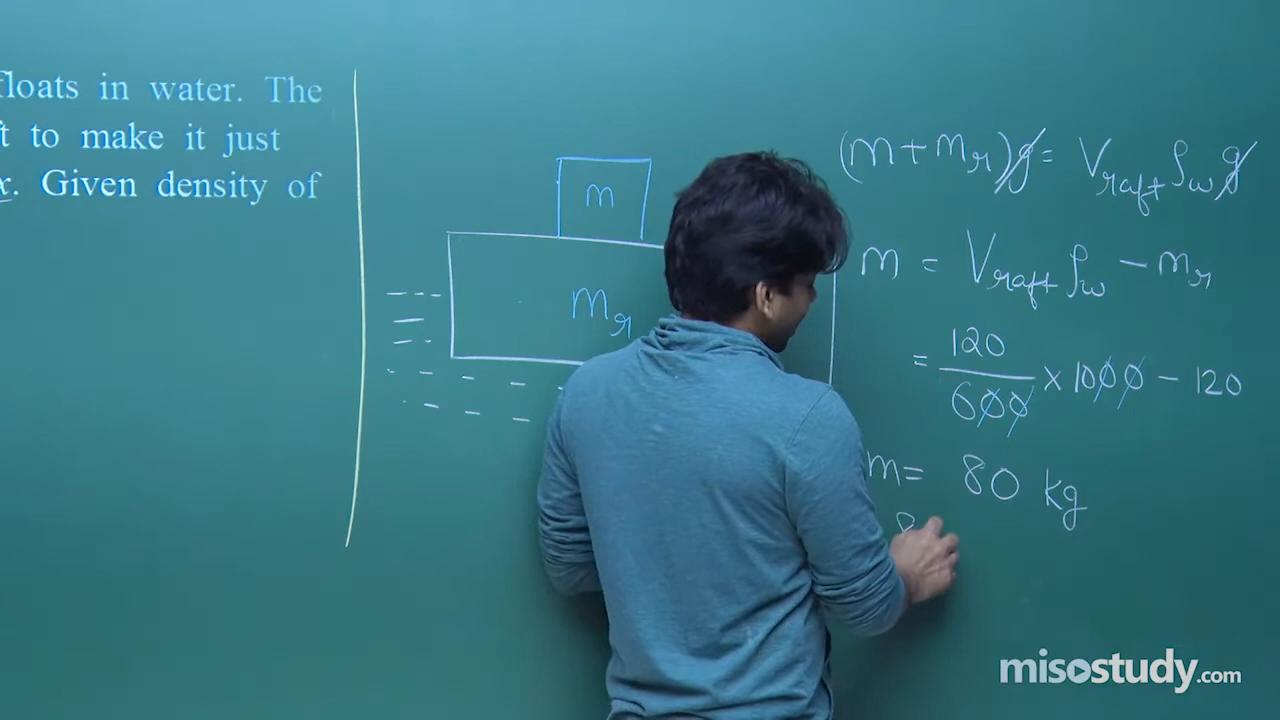 floats in water. The
to make it just
x. Given density of
m
m_r
(m + m_r)g = V_raft ρ_w g
m = V_raft ρ_w - m_r
= 120/600 × 1000 - 120
m = 80 kg
8
misostudy.com